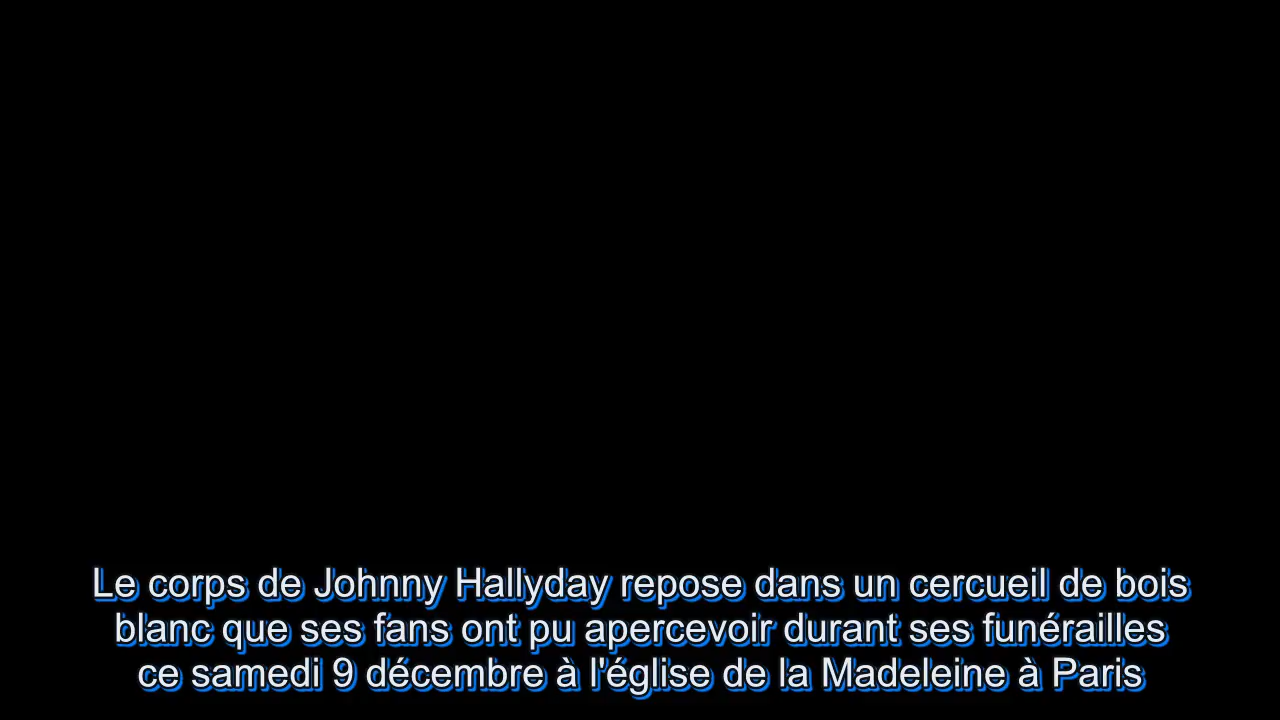 Le corps de Johnny Hallyday repose dans un cercueil de bois
blanc que ses fans ont pu apercevoir durant ses funérailles
ce samedi 9 décembre à l'église de la Madeleine à Paris